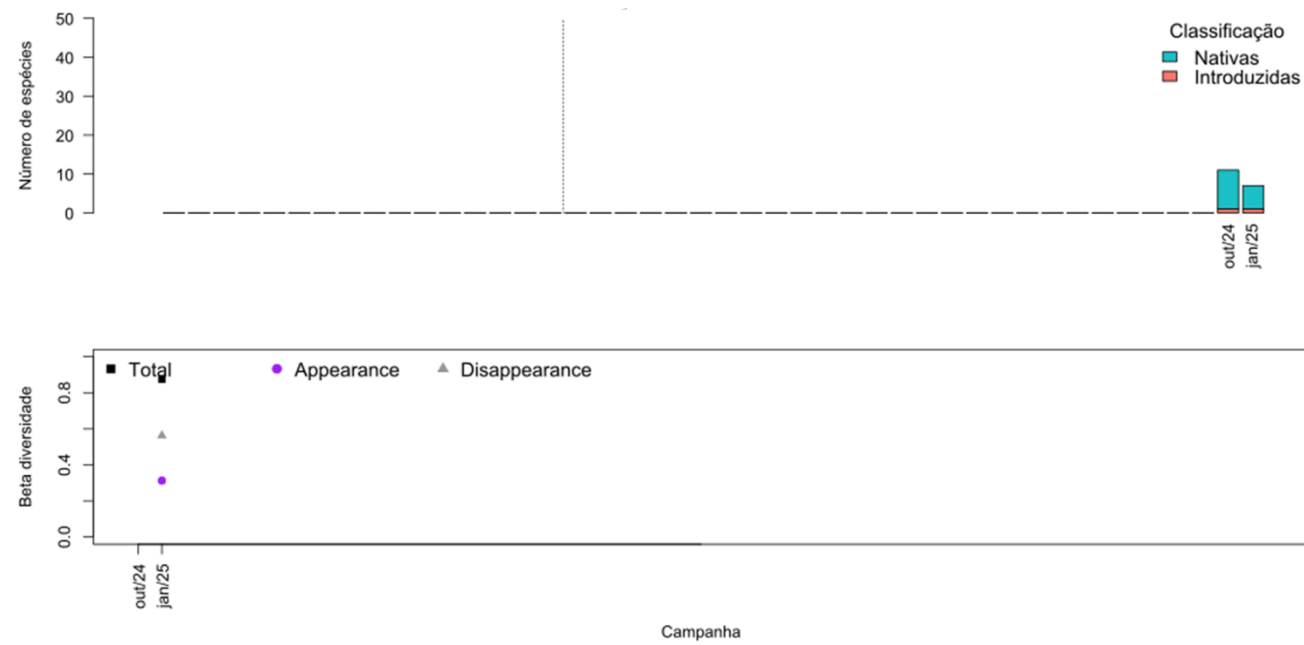 Número de espécies
50
40
30
20
10
0
Classificação
Nativas
Introduzidas
out/24
jan/25
Beta diversidade
0.8
0.4
0.0
Total
Appearance
Disappearance
out/24
jan/25
Campanha